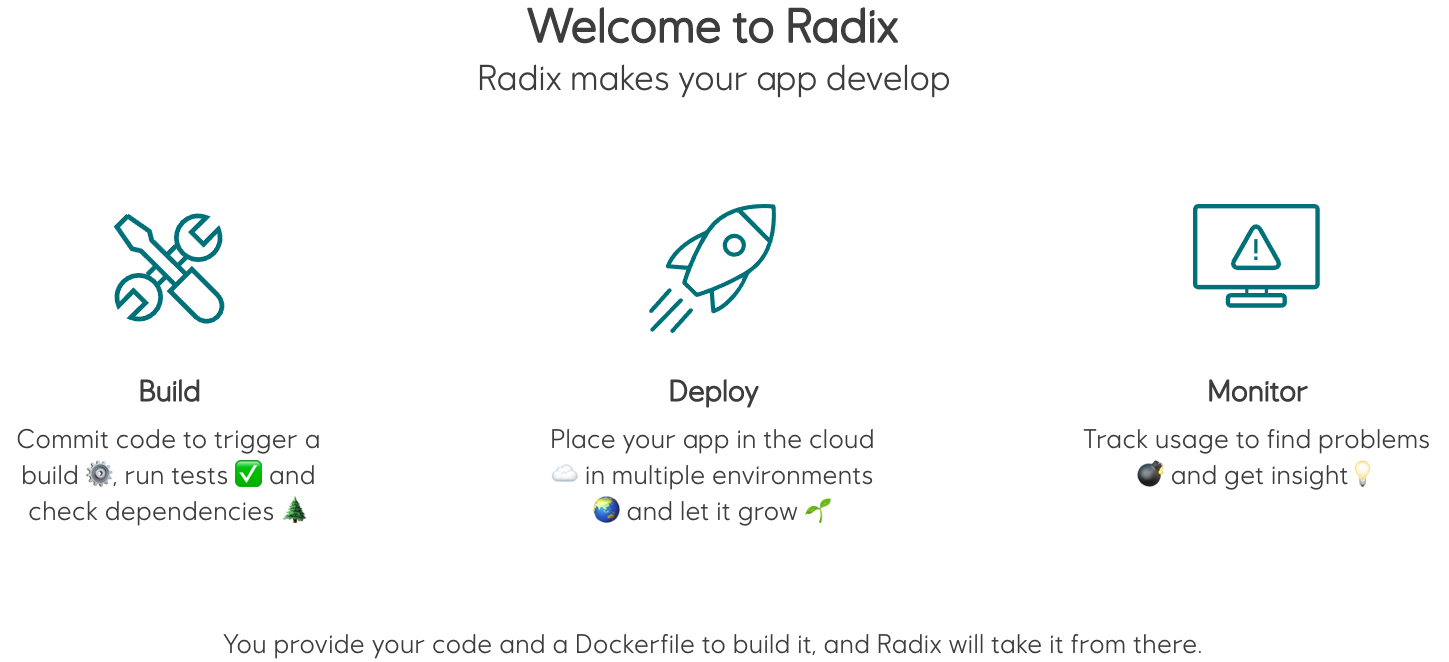 Welcome to Radix
Radix makes your app develop
Build
Commit code to trigger a
build ⚙️, run tests ✅ and
check dependencies 🌲
Deploy
Place your app in the cloud
☁️ in multiple environments
🌏 and let it grow 🌱
Monitor
Track usage to find problems
💣 and get insight💡
You provide your code and a Dockerfile to build it, and Radix will take it from there.